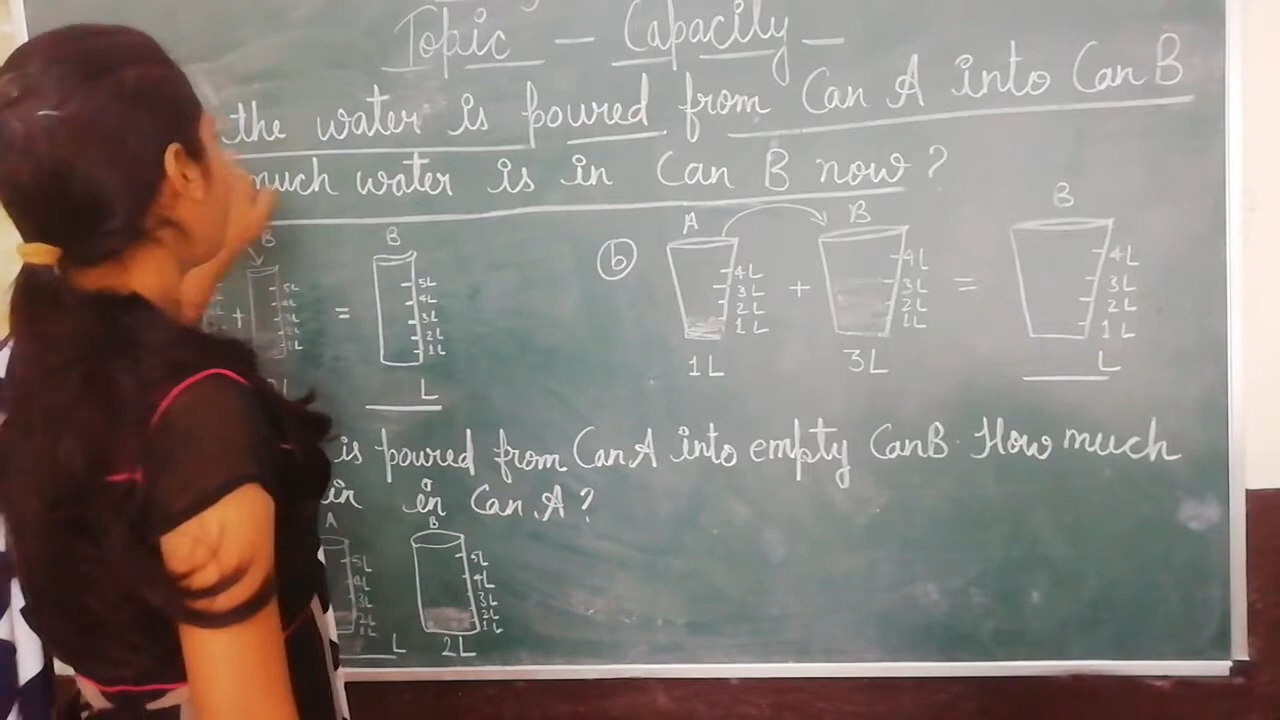 Topic - Capacity -
the water is poured from Can A into Can B
much water is in Can B now?
B B
5L 4L 3L 2L 1L
+ =
L
b A B B
4L 3L 2L 1L 4L 3L 2L 1L 4L 3L 2L 1L
+ =
1L 3L L
is poured from Can A into empty Can B. How much
in in Can A?
A B
5L 4L 3L 2L 1L 5L 4L 3L 2L 1L
L 2L